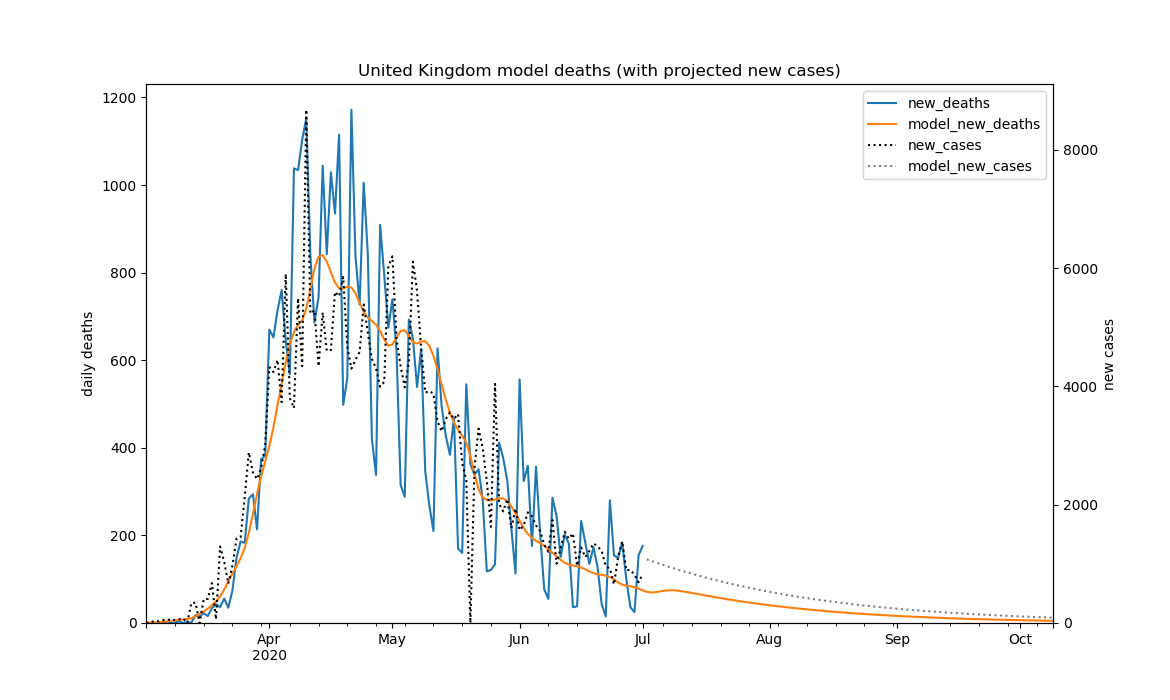 United Kingdom model deaths (with projected new cases)
new_deaths
model_new_deaths
new_cases
model_new_cases
1200
1000
800
600
400
200
0
daily deaths
8000
6000
4000
2000
0
new cases
Apr
2020
May
Jun
Jul
Aug
Sep
Oct